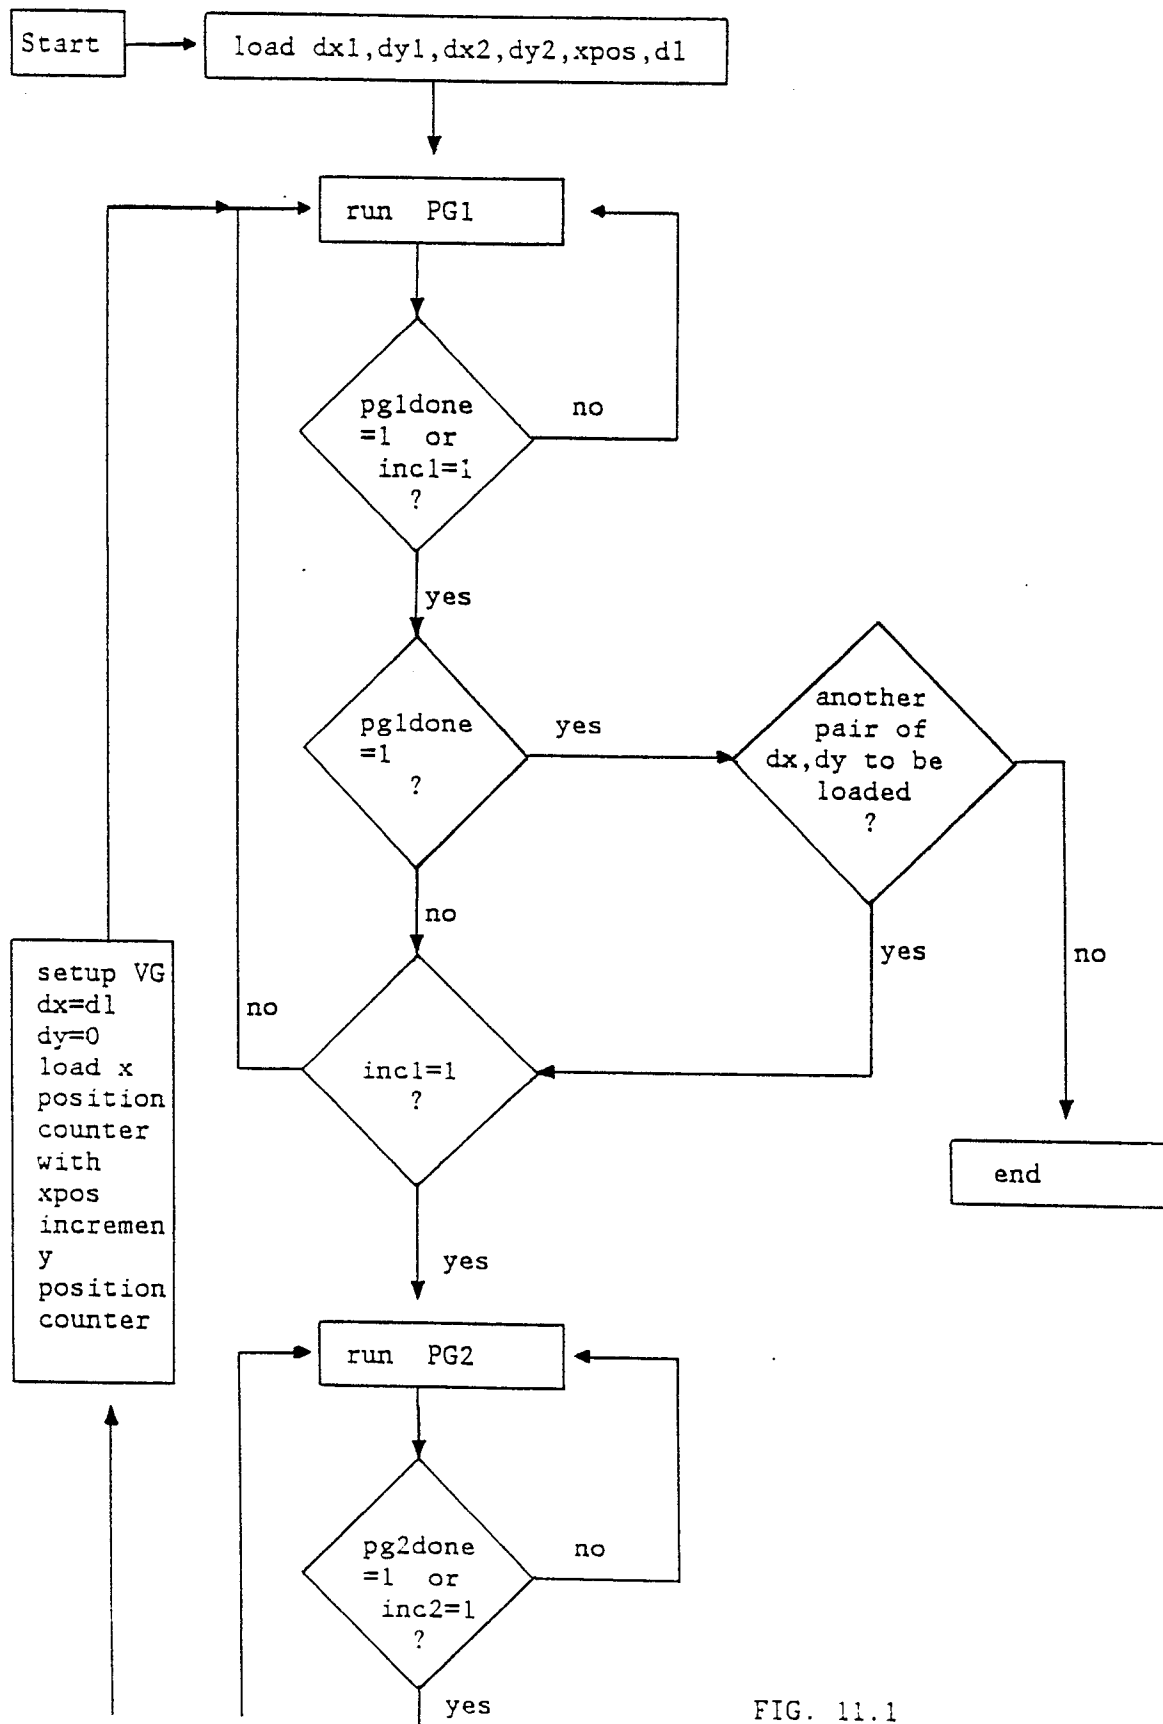 Start
load dx1,dy1,dx2,dy2,xpos,d1
run PG1
pg1done
=1 or
inc1=1
?
no
yes
pg1done
=1
?
yes
another
pair of
dx,dy to be
loaded
?
no
yes
no
setup VG
dx=d1
dy=0
load x
position
counter
with
xpos
incremen
y
position
counter
no
inc1=1
?
end
yes
run PG2
pg2done
=1 or
inc2=1
?
no
yes
FIG. 11.1